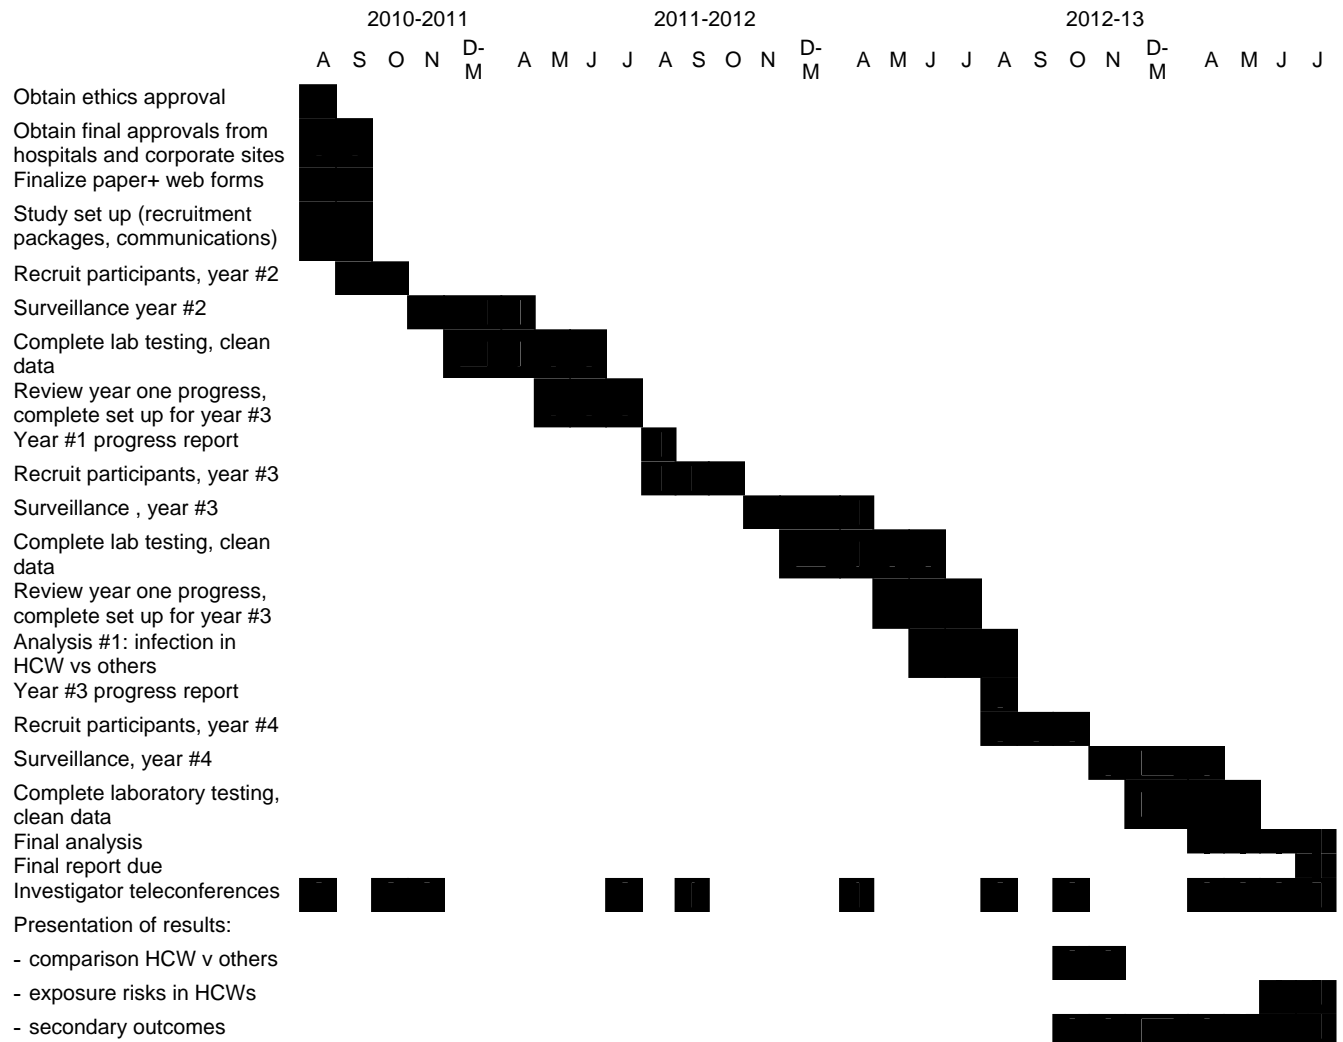 2010-2011 2011-2012 2012-13
A S O N D- A M J J A S O N D- A M J J A S O N D- A M J J
M M M
Obtain ethics approval
Obtain final approvals from
hospitals and corporate sites
Finalize paper+ web forms
Study set up (recruitment
packages, communications)
Recruit participants, year #2
Surveillance year #2
Complete lab testing, clean
data
Review year one progress,
complete set up for year #3
Year #1 progress report
Recruit participants, year #3
Surveillance , year #3
Complete lab testing, clean
data
Review year one progress,
complete set up for year #3
Analysis #1: infection in
HCW vs others
Year #3 progress report
Recruit participants, year #4
Surveillance, year #4
Complete laboratory testing,
clean data
Final analysis
Final report due
Investigator teleconferences
Presentation of results:
- comparison HCW v others
- exposure risks in HCWs
- secondary outcomes